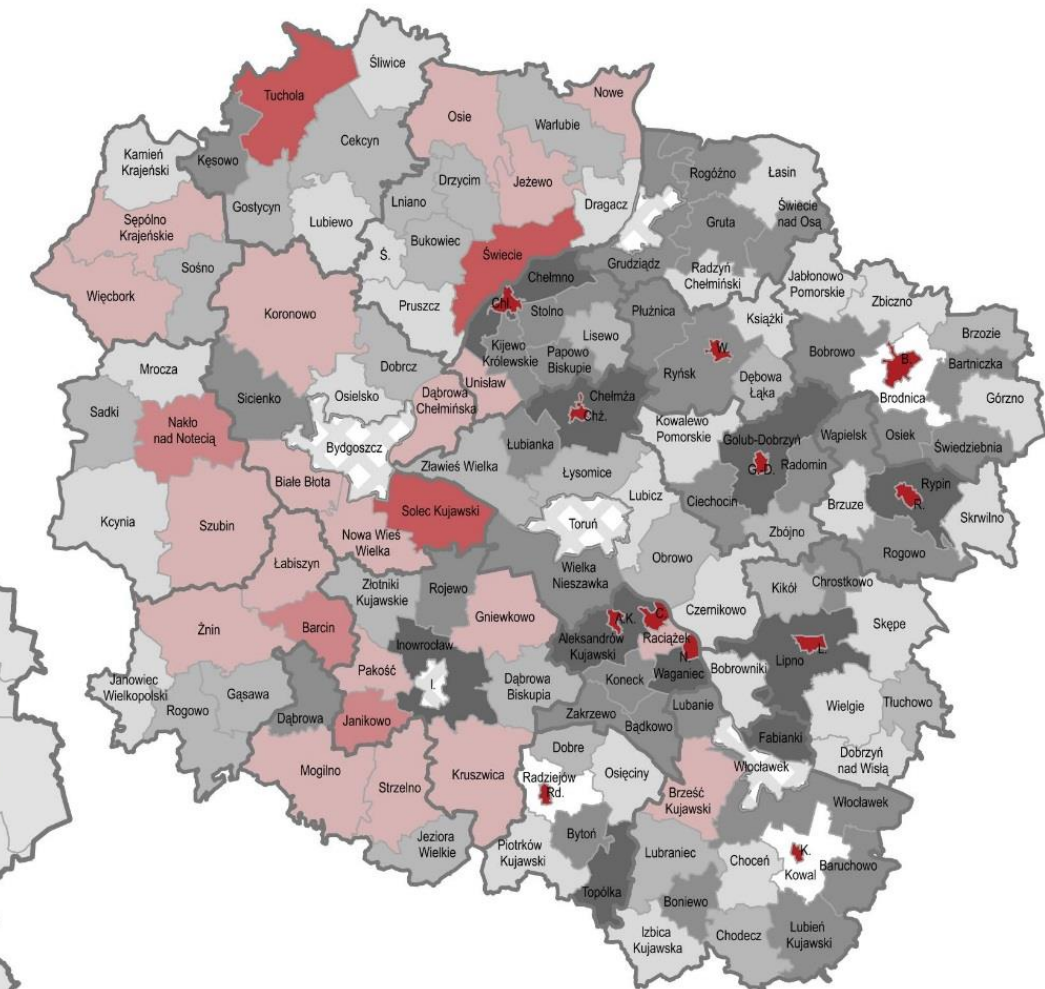 Śliwice
Tuchola
Nowe
Osie
Warlubie
Cekcyn
Kamień
Krajeński
Kęsowo
Rogóźno
Łasin
Drzycim
Jeżewo
Dragacz
Gostycyn
Lniano
Świecie
nad Osą
Sępólno
Krajeńskie
Lubiewo
Gruta
Bukowiec
Sośno
Ś.
Świecie
Grudziądz
Radzyń
Chełmiński
Chełmno
Jabłonowo
Pomorskie
Więcbork
Zbiczno
Pruszcz
Chł.
Stolno
Płużnica
Książki
Koronowo
Brzozie
Lisewo
Kijewo
Królewskie
Papowo
Biskupie
W.
Bobrowo
B.
Bartniczka
Mrocza
Dobrcz
Unisław
Ryńsk
Dębowa
Łąka
Osielsko
Dąbrowa
Chełmińska
Sadki
Sicienko
Chełmża
Chż.
Brodnica
Górzno
Nakło
nad Notecią
Kowalewo
Pomorskie
Golub-Dobrzyń
Wąpielsk
Osiek
Bydgoszcz
Łubianka
Świedziebnia
Zławieś Wielka
G.-D.
Radomin
Łysomice
Białe Błota
Rypin
R.
Kcynia
Szubin
Solec Kujawski
Lubicz
Ciechocin
Brzuze
Skrwilno
Toruń
Nowa Wieś
Wielka
Zbójno
Łabiszyn
Obrowo
Rogowo
Wielka
Nieszawka
Złotniki
Kujawskie
Rojewo
Kikół
Chrostkowo
Czernikowo
Gniewkowo
A.K.
C.
Skępe
Żnin
Barcin
Aleksandrów
Kujawski
Raciążek
Inowrocław
L.
Lipno
N.
Pakość
Waganiec
Bobrowniki
Janowiec
Wielkopolski
I.
Dąbrowa
Biskupia
Koneck
Gąsawa
Rogowo
Dąbrowa
Janikowo
Lubanie
Wielgie
Tłuchowo
Zakrzewo
Bądkowo
Fabianki
Dobre
Dobrzyń
nad Wisłą
Mogilno
Kruszwica
Włocławek
Strzelno
Radziejów
Rd.
Osięciny
Brześć
Kujawski
Włocławek
Jeziora
Wielkie
Bytoń
Piotrków
Kujawski
Lubraniec
Choceń
K.
Kowal
Baruchowo
Topólka
Boniewo
Lubień
Kujawski
Izbica
Kujawska
Chodecz